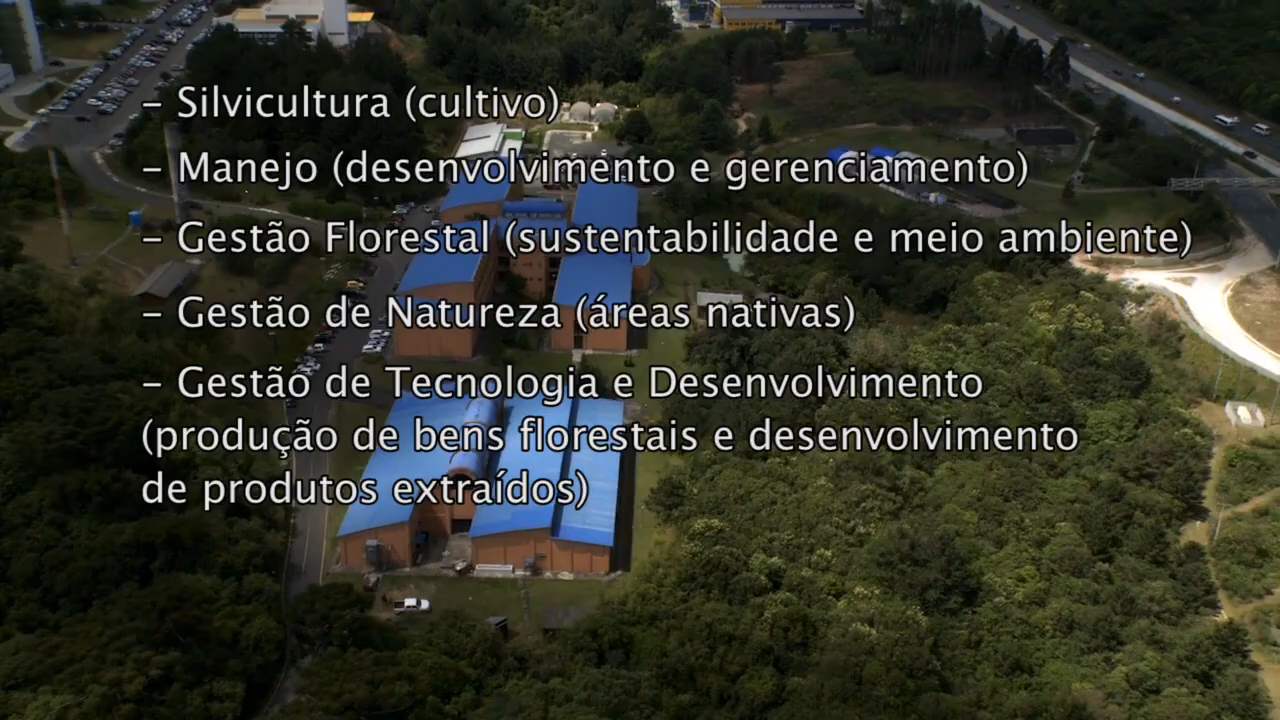 – Silvicultura (cultivo)
– Manejo (desenvolvimento e gerenciamento)
– Gestão Florestal (sustentabilidade e meio ambiente)
– Gestão de Natureza (áreas nativas)
– Gestão de Tecnologia e Desenvolvimento
(produção de bens florestais e desenvolvimento
de produtos extraídos)